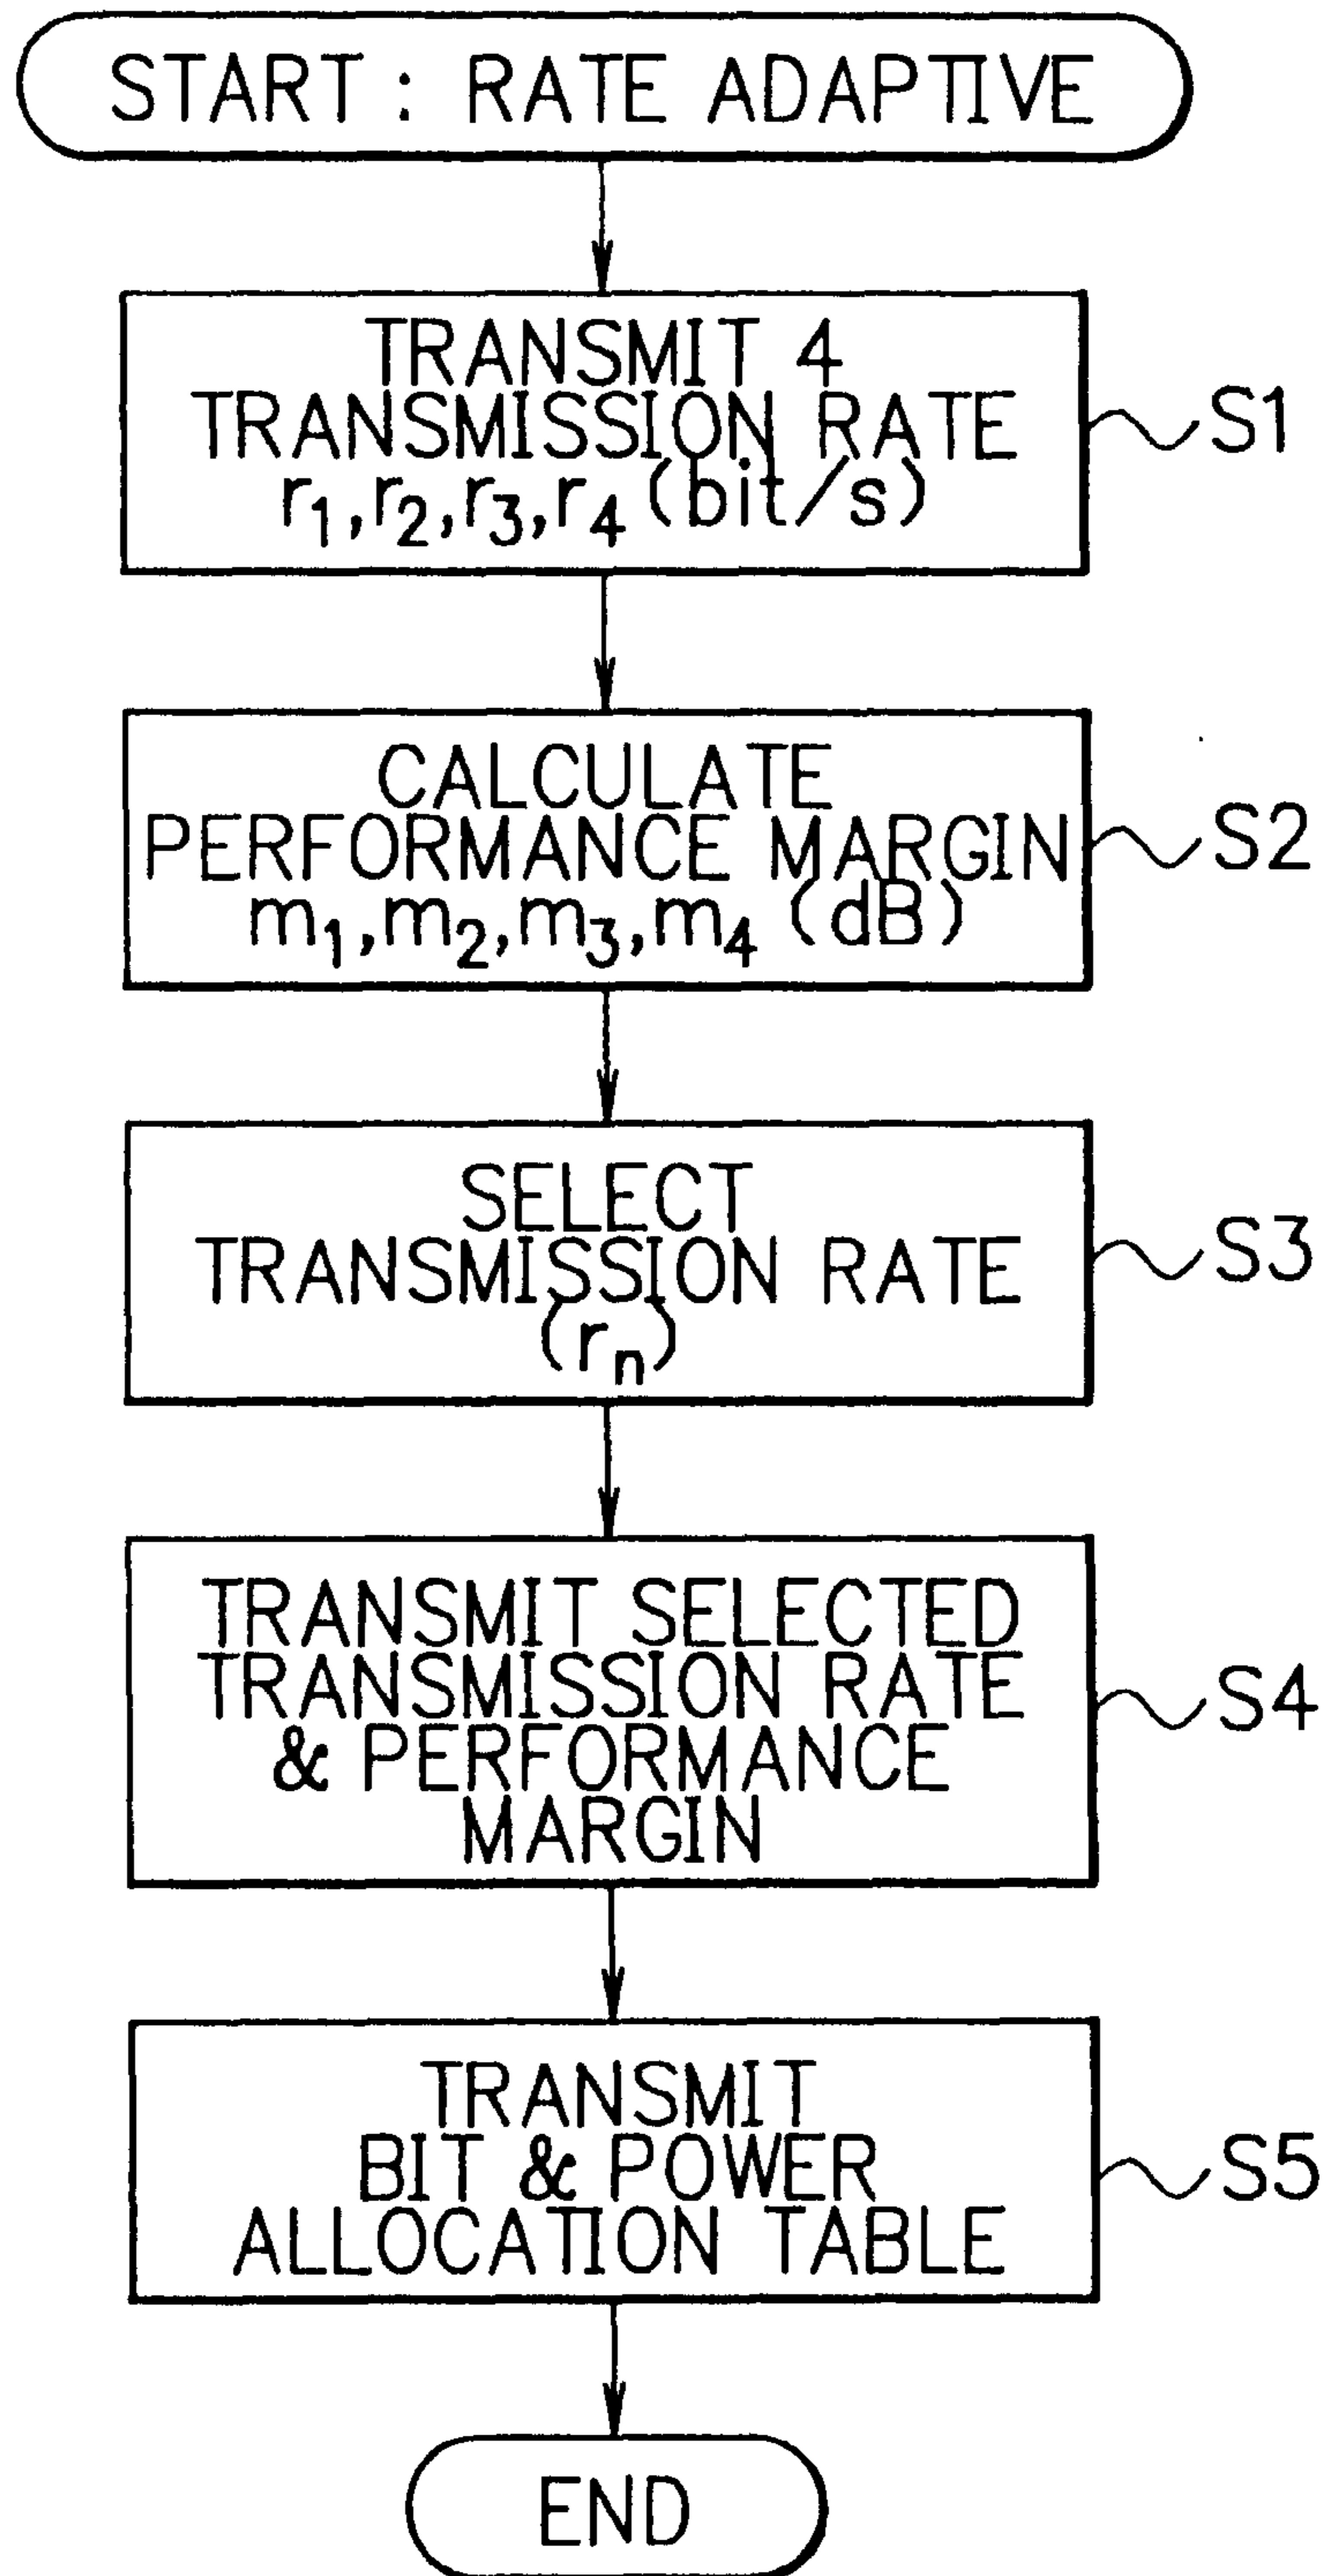 START : RATE ADAPTIVE
TRANSMIT 4
TRANSMISSION RATE
r₁,r₂,r₃,r₄ (bit/s)
S1
CALCULATE
PERFORMANCE MARGIN
m₁,m₂,m₃,m₄ (dB)
S2
SELECT
TRANSMISSION RATE
(rₙ)
S3
TRANSMIT SELECTED
TRANSMISSION RATE
& PERFORMANCE
MARGIN
S4
TRANSMIT
BIT & POWER
ALLOCATION TABLE
S5
END